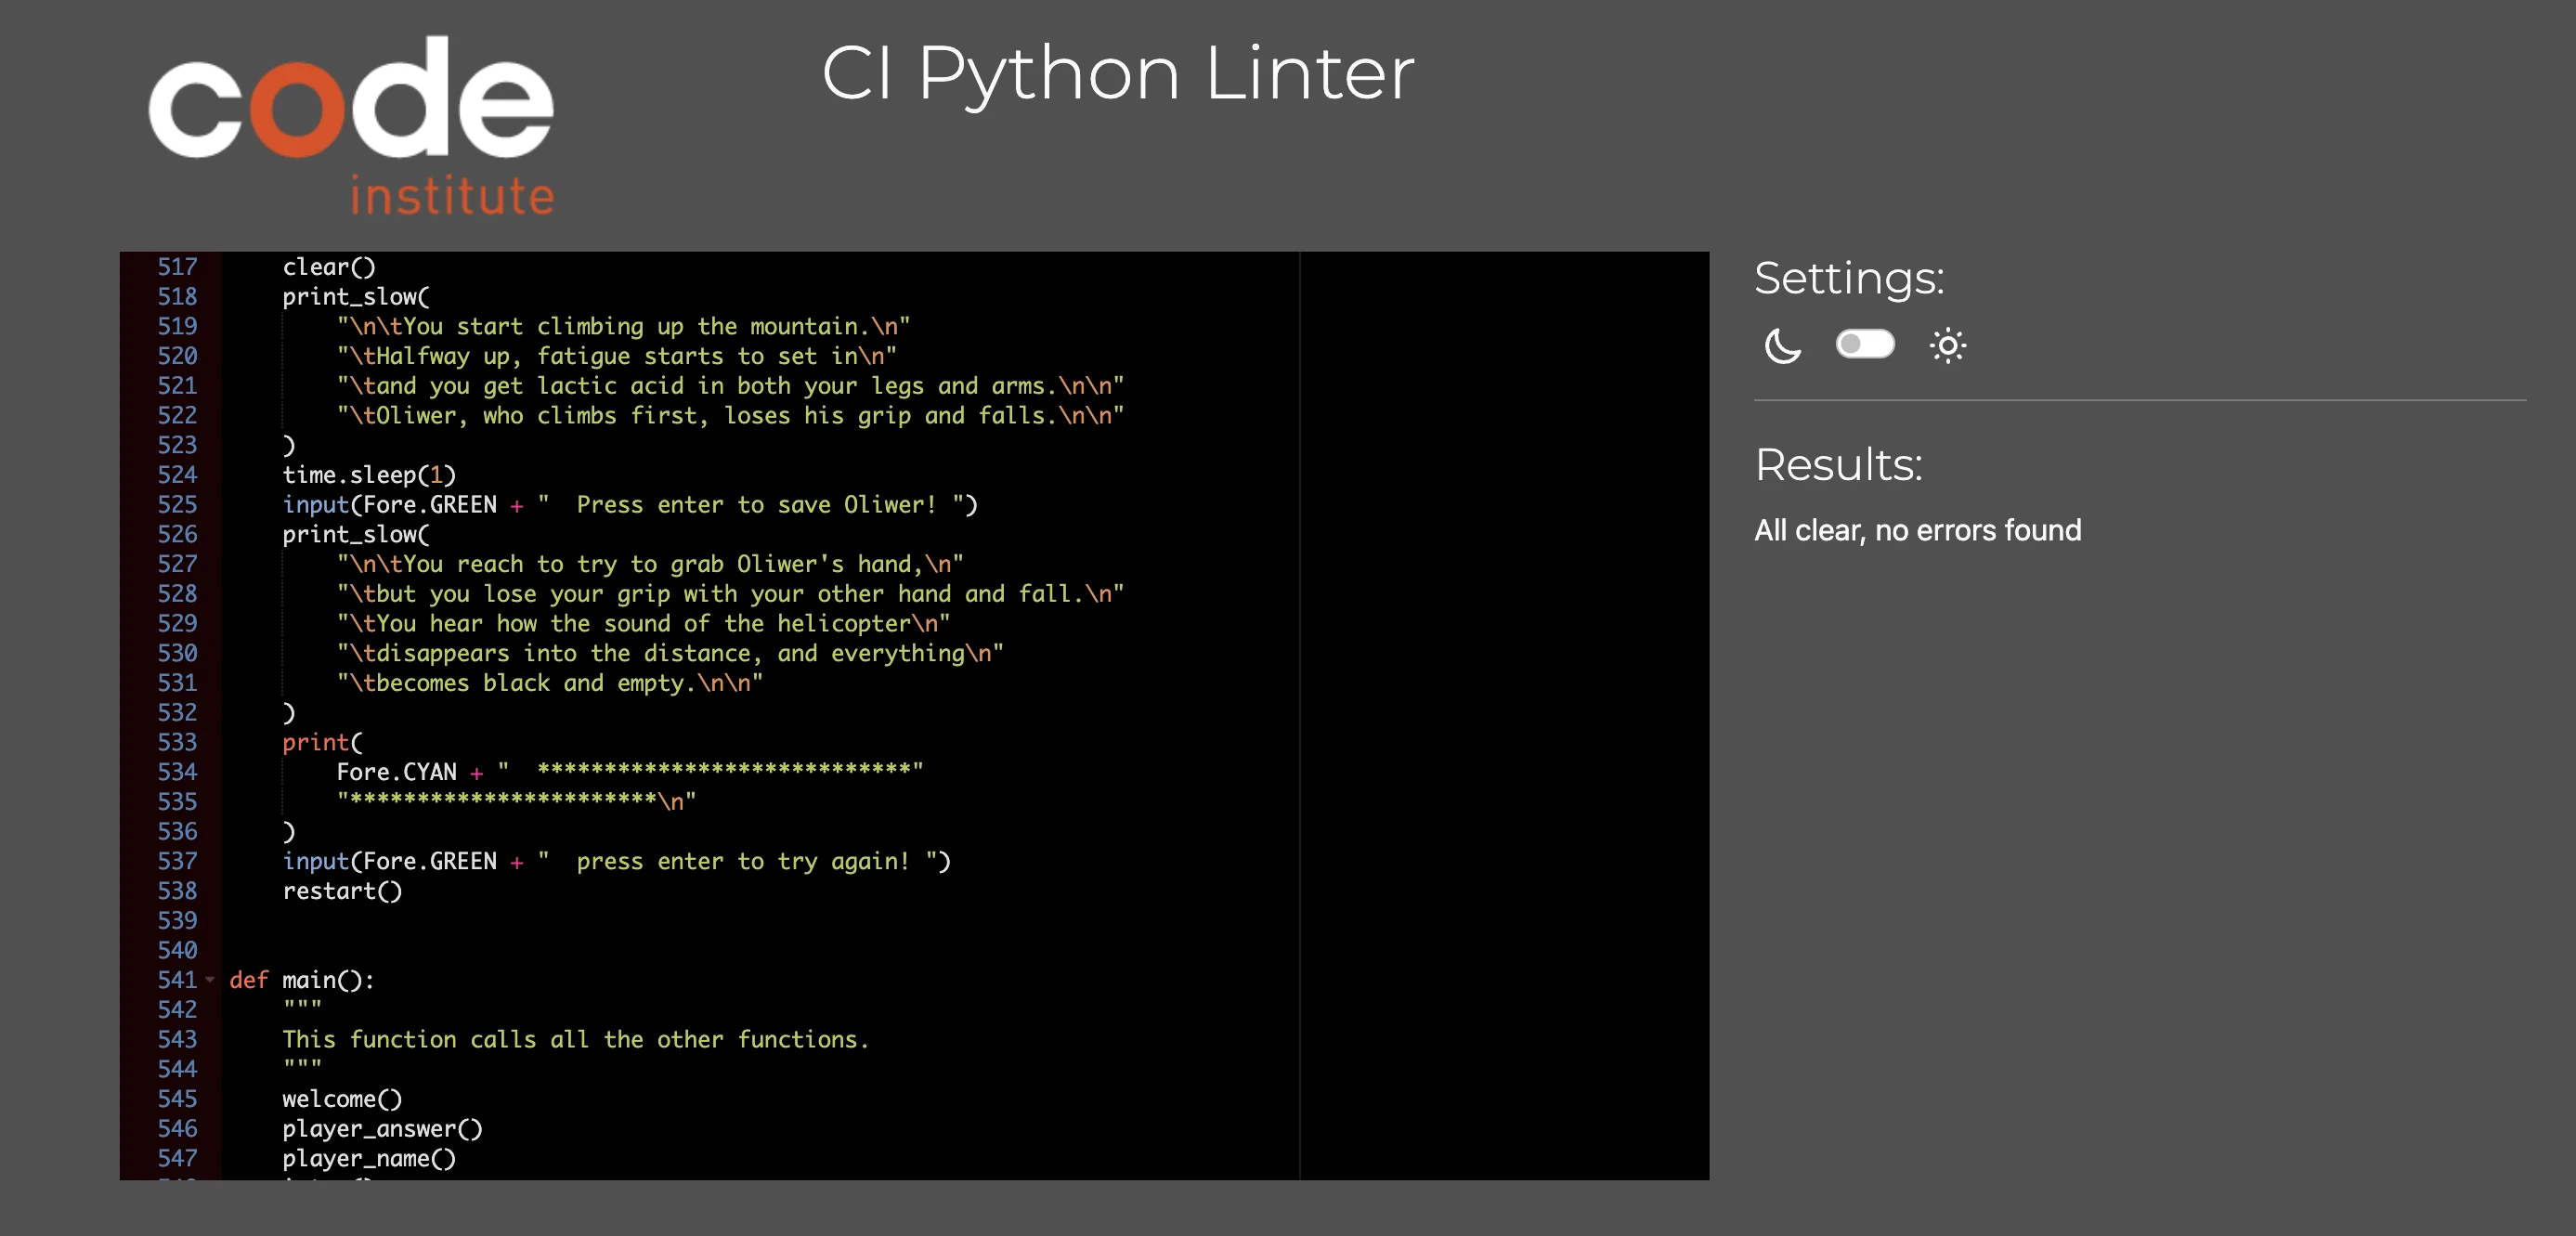 code
institute
CI Python Linter
517 clear()
518 print_slow(
519 "\n\tYou start climbing up the mountain.\n"
520 "\tHalfway up, fatigue starts to set in\n"
521 "\tand you get lactic acid in both your legs and arms.\n\n"
522 "\tOliwer, who climbs first, loses his grip and falls.\n\n"
523 )
524 time.sleep(1)
525 input(Fore.GREEN + "  Press enter to save Oliwer! ")
526 print_slow(
527 "\n\tYou reach to try to grab Oliwer's hand,\n"
528 "\tbut you lose your grip with your other hand and fall.\n"
529 "\tYou hear how the sound of the helicopter\n"
530 "\tdisappears into the distance, and everything\n"
531 "\tbecomes black and empty.\n\n"
532 )
533 print(
534 Fore.CYAN + "  ****************************"
535 "***********************\n"
536 )
537 input(Fore.GREEN + "  press enter to try again! ")
538 restart()
539
540
541 def main():
542 """
543 This function calls all the other functions.
544 """
545 welcome()
546 player_answer()
547 player_name()
Settings:
Results:
All clear, no errors found